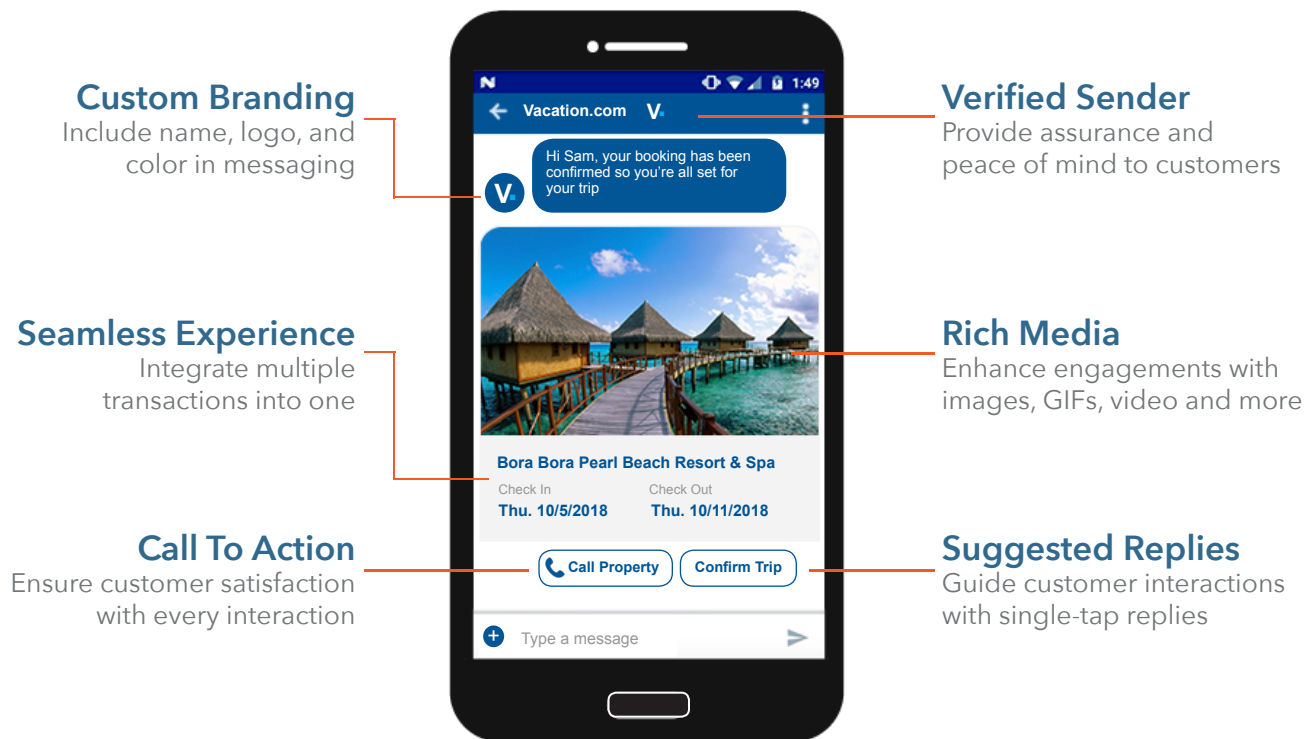 Custom Branding
Include name, logo, and
color in messaging
Seamless Experience
Integrate multiple
transactions into one
Call To Action
Ensure customer satisfaction
with every interaction
N
1:49
Vacation.com V.
Hi Sam, your booking has been
confirmed so you're all set for
your trip
V.
Bora Bora Pearl Beach Resort & Spa
Check In Check Out
Thu. 10/5/2018 Thu. 10/11/2018
Call Property Confirm Trip
Type a message
Verified Sender
Provide assurance and
peace of mind to customers
Rich Media
Enhance engagements with
images, GIFs, video and more
Suggested Replies
Guide customer interactions
with single-tap replies